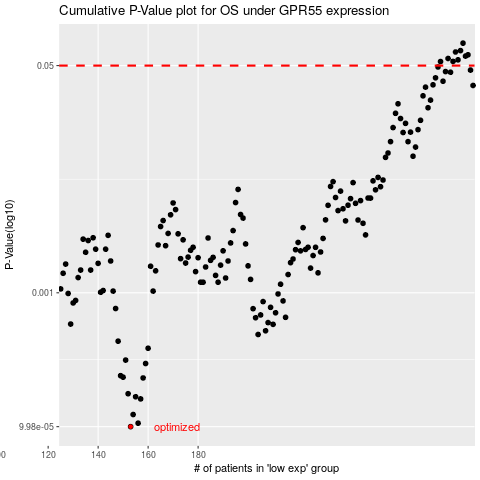 Cumulative P-Value plot for OS under GPR55 expression
0.05
P-Value(log10)
0.001
9.98e-05
optimized
00 120 140 160 180
# of patients in 'low exp' group